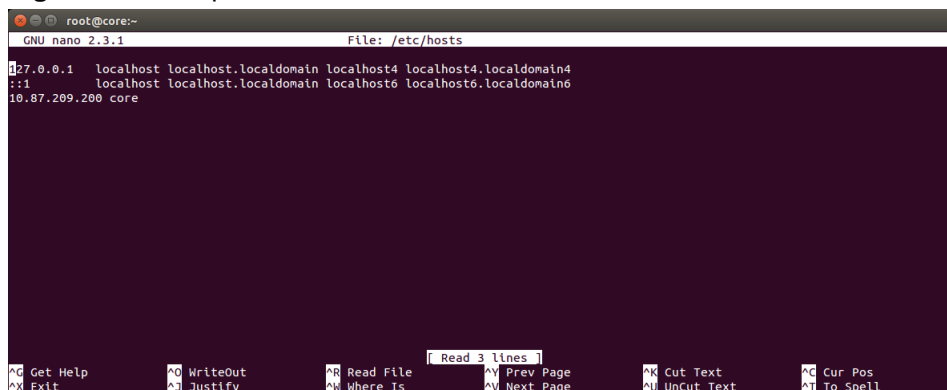 root@core:~
GNU nano 2.3.1 File: /etc/hosts
127.0.0.1 localhost localhost.localdomain localhost4 localhost4.localdomain4
::1 localhost localhost.localdomain localhost6 localhost6.localdomain6
10.87.209.200 core
[ Read 3 lines ]
^G Get Help ^O WriteOut ^R Read File ^Y Prev Page ^K Cut Text ^C Cur Pos
^X Exit ^J Justify ^W Where Is ^V Next Page ^U UnCut Text ^T To Spell